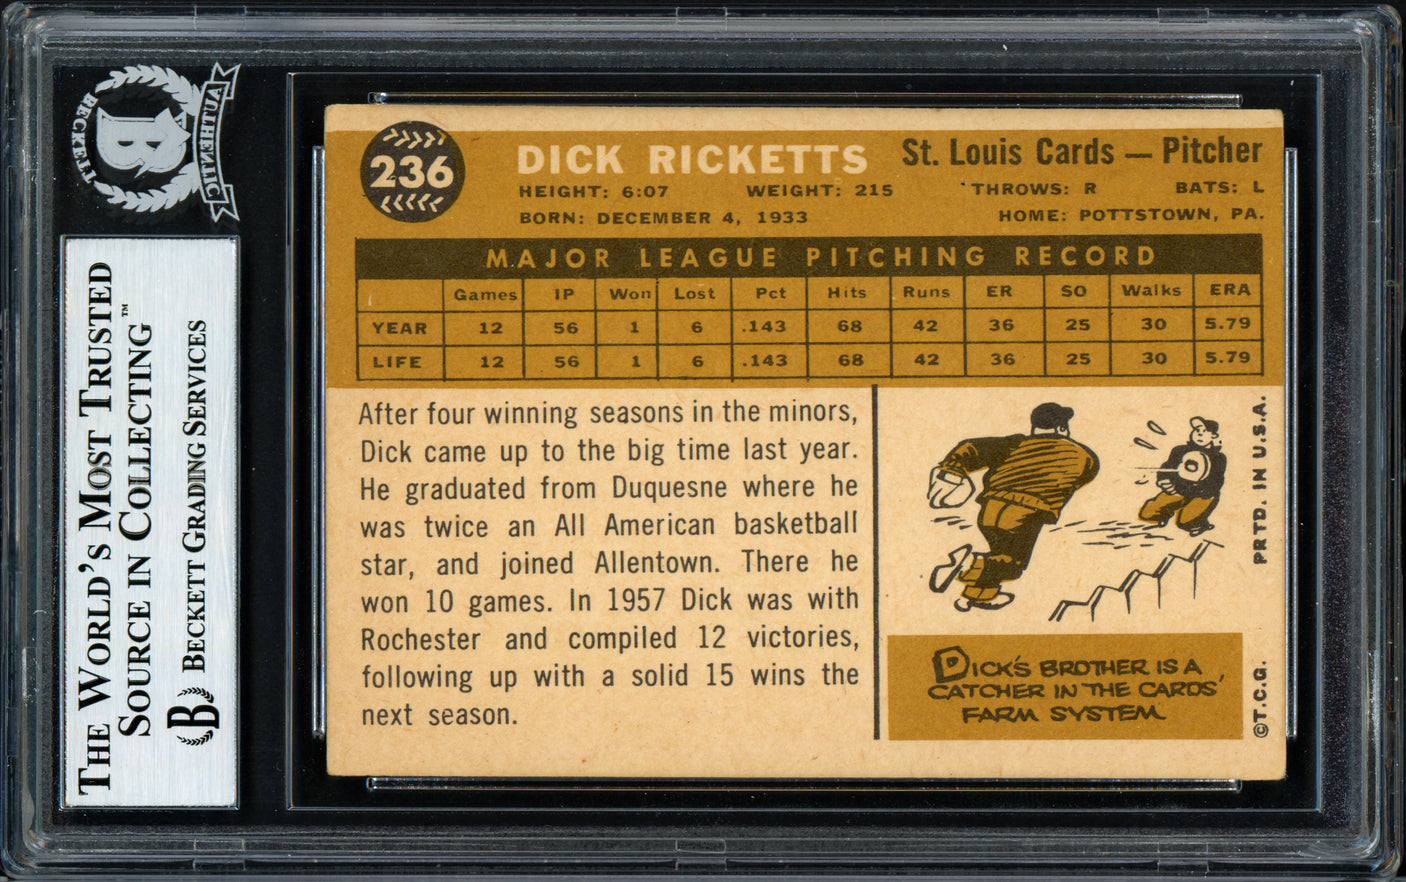 BECKETT
AUTHENTIC
B
THE WORLD'S MOST TRUSTED
SOURCE IN COLLECTING™
B BECKETT GRADING SERVICES
236
DICK RICKETTS
St. Louis Cards — Pitcher
HEIGHT: 6:07 WEIGHT: 215 THROWS: R BATS: L
BORN: DECEMBER 4, 1933 HOME: POTTSTOWN, PA.
MAJOR LEAGUE PITCHING RECORD
Games IP Won Lost Pct Hits Runs ER SO Walks ERA
YEAR 12 56 1 6 .143 68 42 36 25 30 5.79
LIFE 12 56 1 6 .143 68 42 36 25 30 5.79
After four winning seasons in the minors,
Dick came up to the big time last year.
He graduated from Duquesne where he
was twice an All American basketball
star, and joined Allentown. There he
won 10 games. In 1957 Dick was with
Rochester and compiled 12 victories,
following up with a solid 15 wins the
next season.
DICK'S BROTHER IS A
CATCHER IN THE CARDS'
FARM SYSTEM
©T.C.G. PRTD. IN U.S.A.